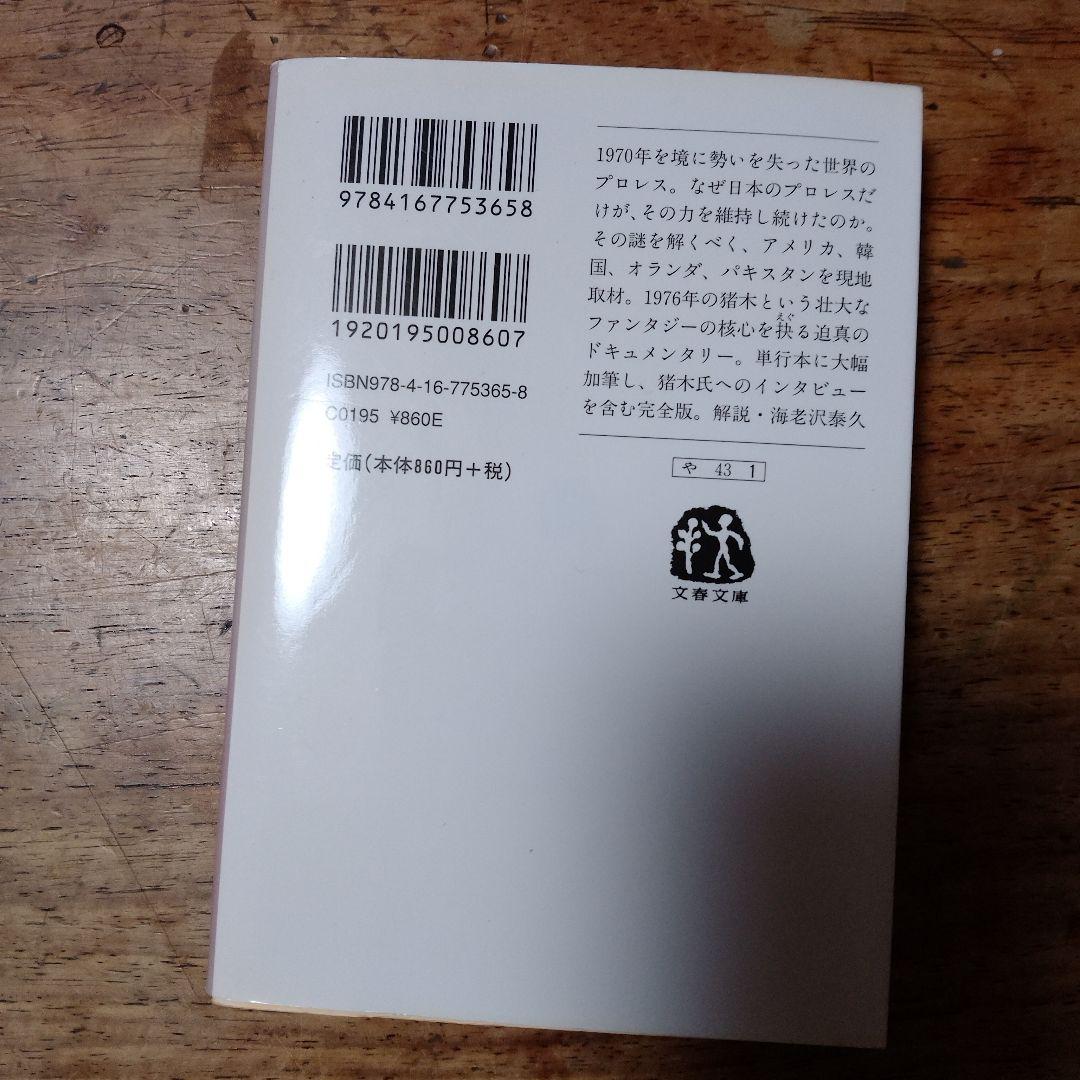 9784167753658
1920195008607
ISBN978-4-16-775365-8
C0195 ¥860E
定価(本体860円+税)
1970年を境に勢いを失った世界の
プロレス。なぜ日本のプロレスだ
けが、その力を維持し続けたのか。
その謎を解くべく、アメリカ、韓
国、オランダ、パキスタンを現地
取材。1976年の猪木という壮大な
えぐ
ファンタジーの核心を抉る迫真の
ドキュメンタリー。単行本に大幅
加筆し、猪木氏へのインタビュー
を含む完全版。解説・海老沢泰久
や 43 1
文春文庫